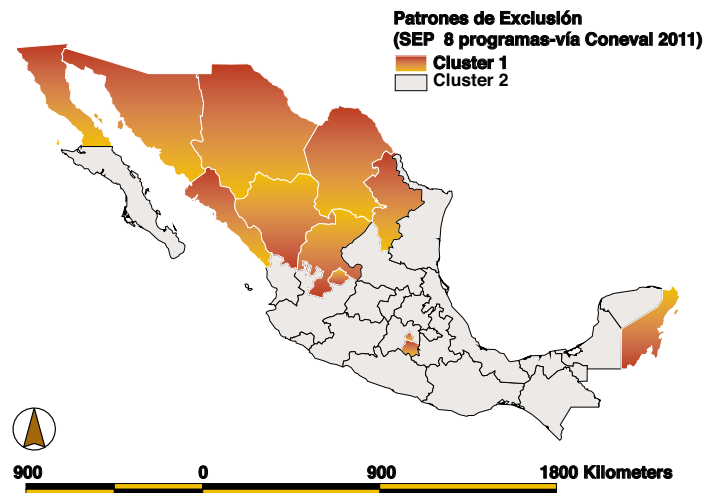 Patrones de Exclusión
(SEP 8 programas-vía Coneval 2011)
Cluster 1
Cluster 2
900 0 900 1800 Kilometers